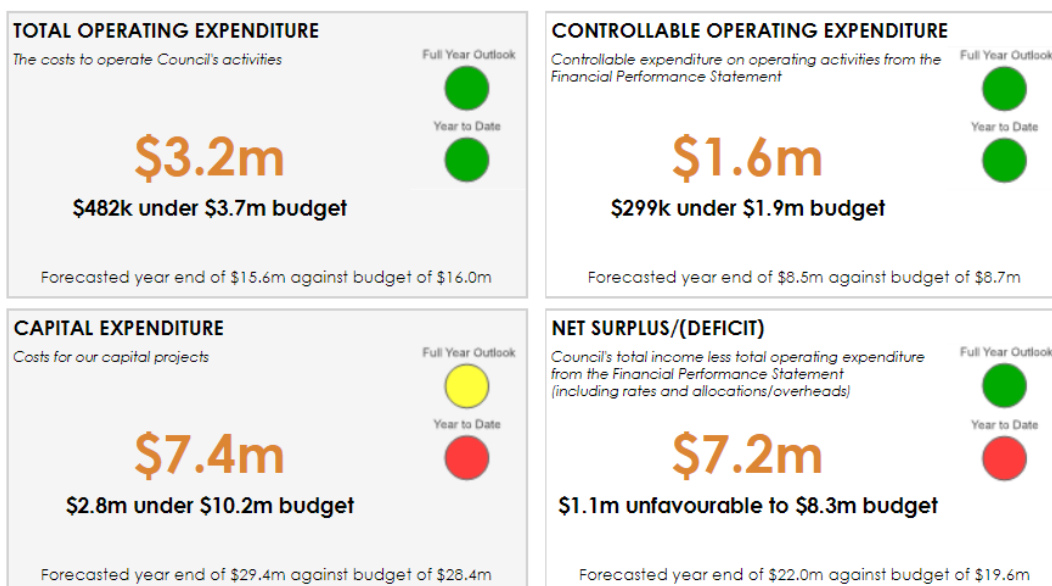 TOTAL OPERATING EXPENDITURE
The costs to operate Council's activities
Full Year Outlook
Year to Date
$3.2m
$482k under $3.7m budget
Forecasted year end of $15.6m against budget of $16.0m
CONTROLLABLE OPERATING EXPENDITURE
Controllable expenditure on operating activities from the
Financial Performance Statement
Full Year Outlook
Year to Date
$1.6m
$299k under $1.9m budget
Forecasted year end of $8.5m against budget of $8.7m
CAPITAL EXPENDITURE
Costs for our capital projects
Full Year Outlook
Year to Date
$7.4m
$2.8m under $10.2m budget
Forecasted year end of $29.4m against budget of $28.4m
NET SURPLUS/(DEFICIT)
Council's total income less total operating expenditure
from the Financial Performance Statement
(including rates and allocations/overheads)
Full Year Outlook
Year to Date
$7.2m
$1.1m unfavourable to $8.3m budget
Forecasted year end of $22.0m against budget of $19.6m